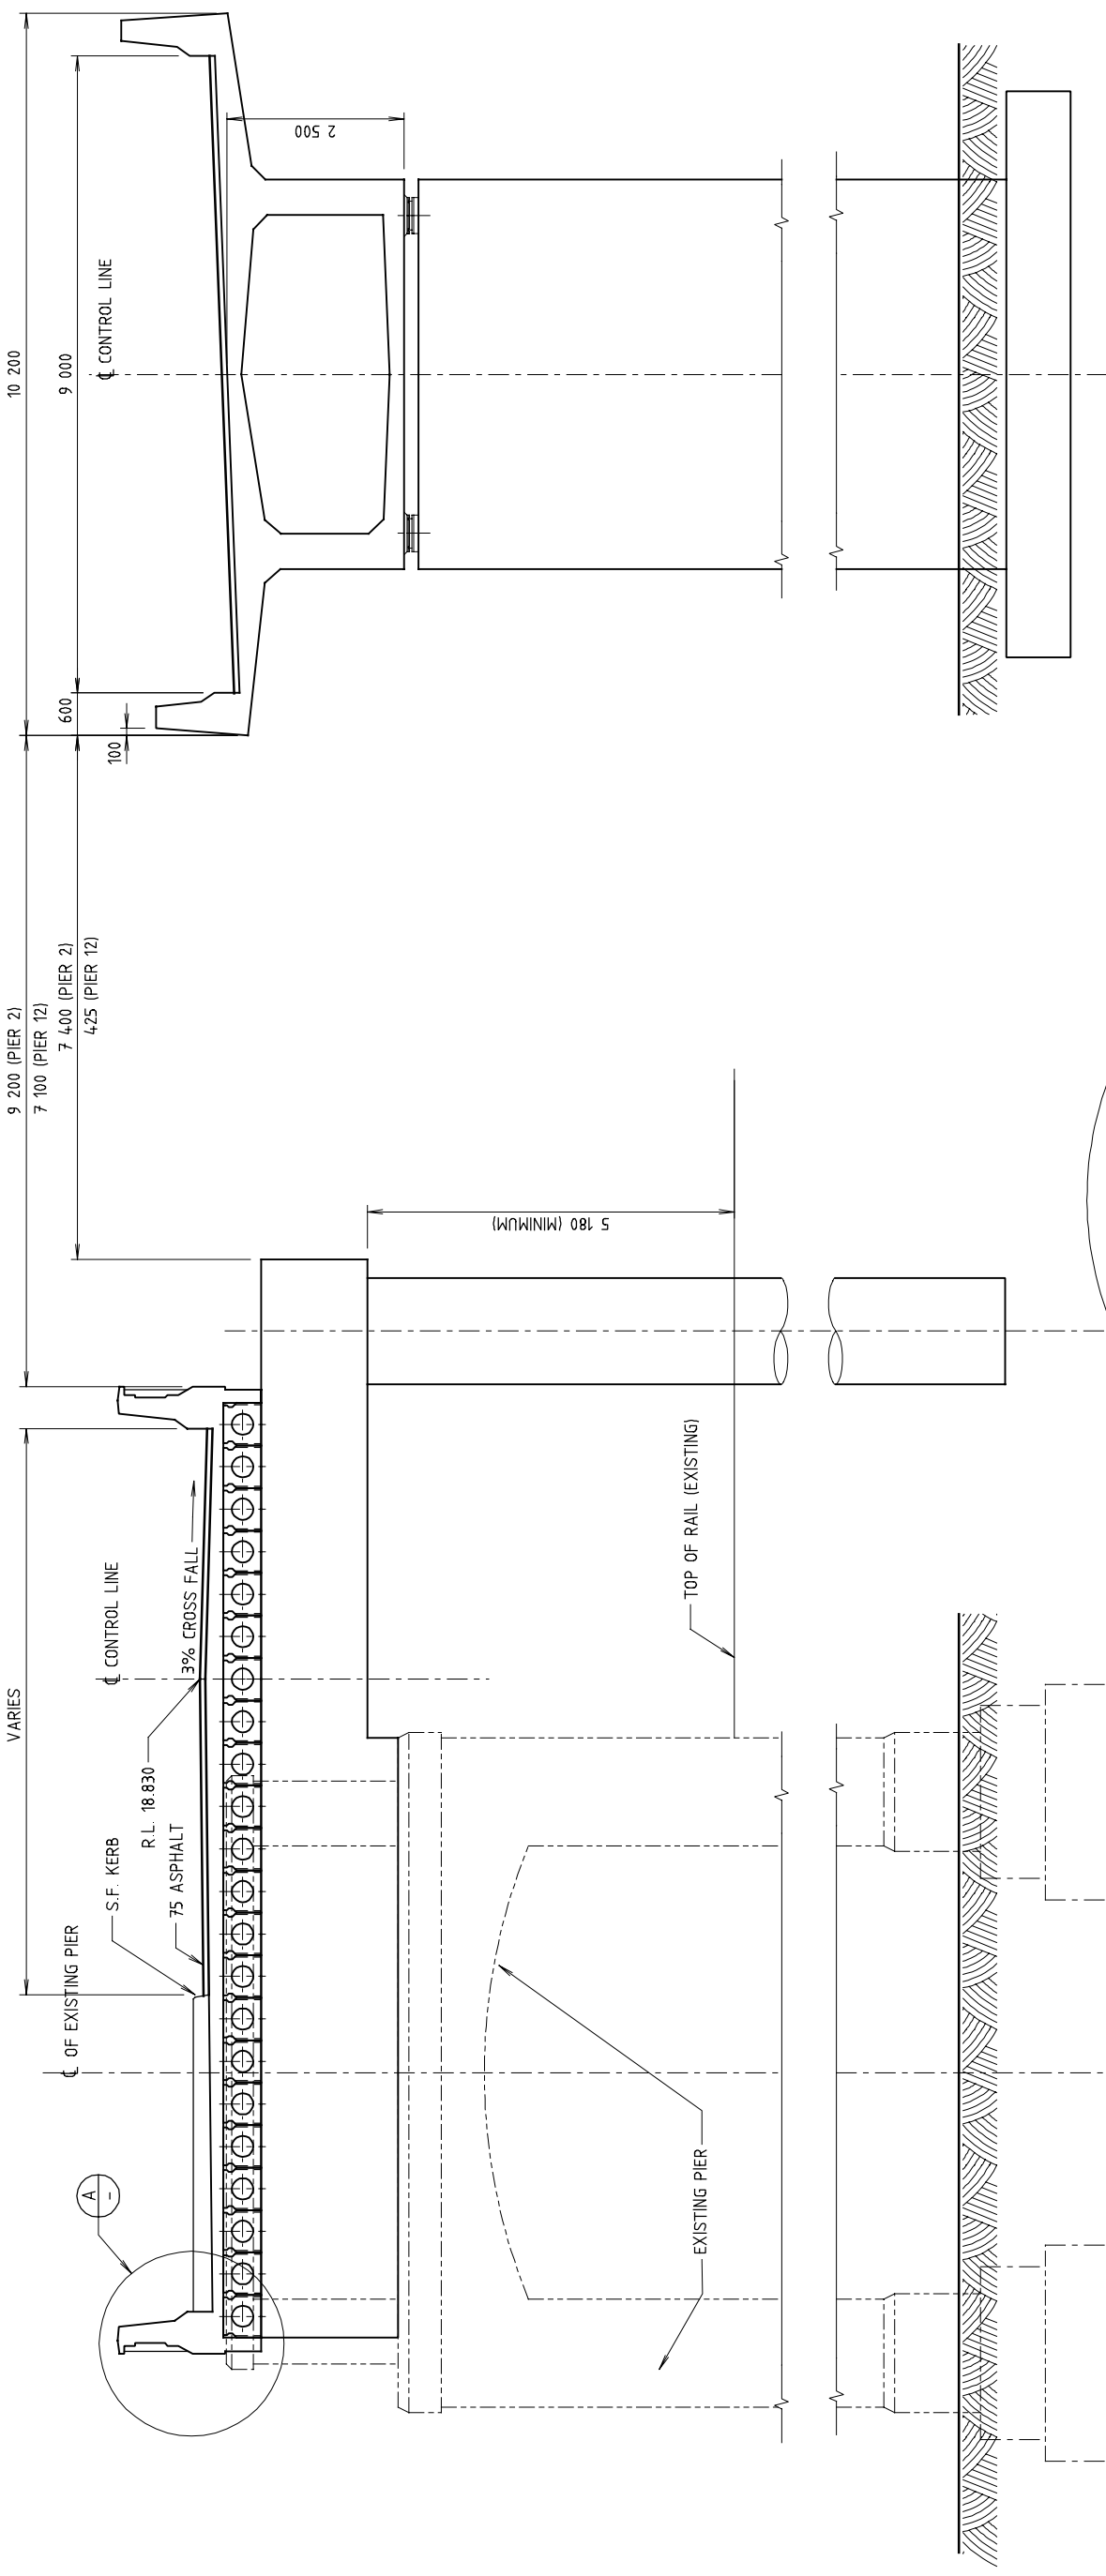 10 200
9 000
₵ CONTROL LINE
2 500
600
100
9 200 (PIER 2)
7 100 (PIER 12)
7 400 (PIER 2)
425 (PIER 12)
5 180 (MINIMUM)
VARIES
₵ CONTROL LINE
3% CROSS FALL
R.L. 18.830
75 ASPHALT
S.F. KERB
₵ OF EXISTING PIER
TOP OF RAIL (EXISTING)
EXISTING PIER
A
-